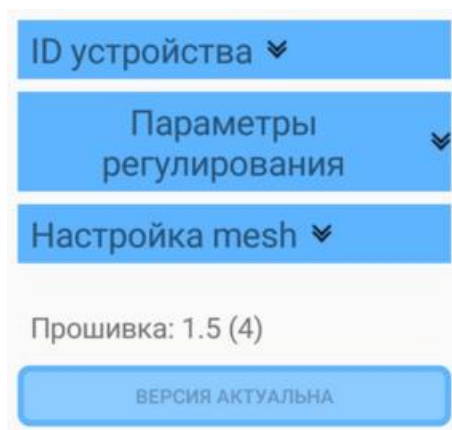 ID устройства
Параметры
регулирования
Настройка mesh
Прошивка: 1.5 (4)
ВЕРСИЯ АКТУАЛЬНА